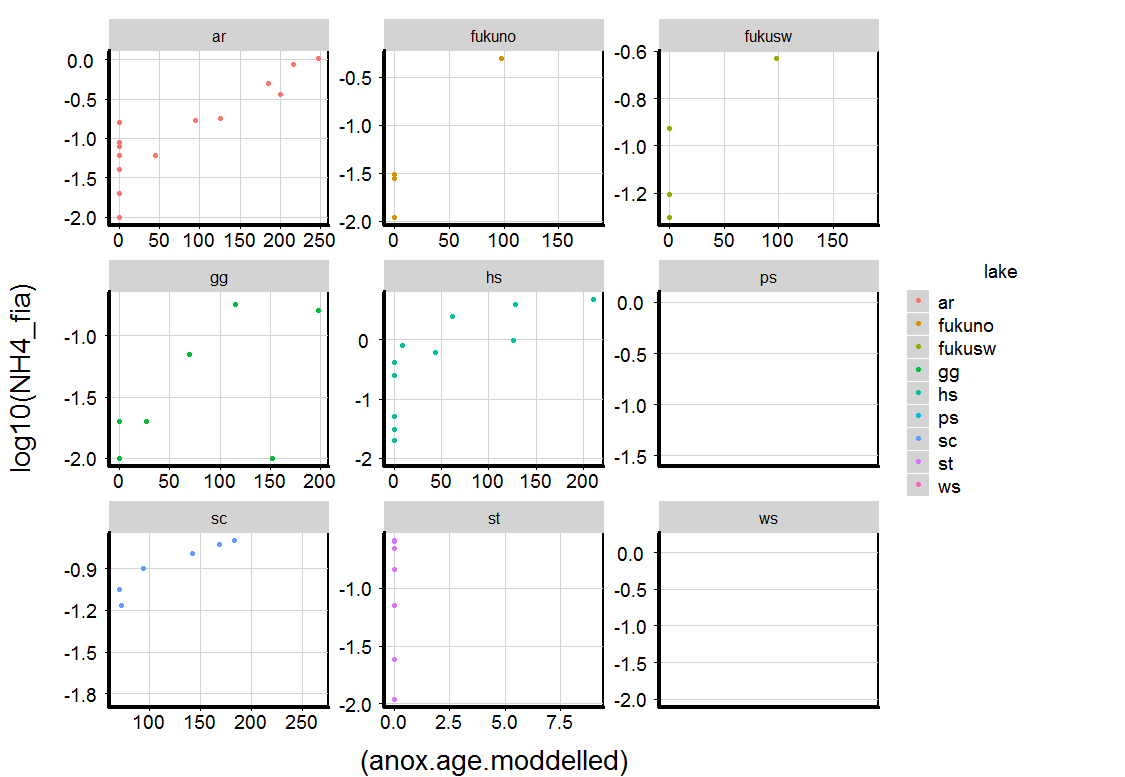 ar fukuno fukusw
0.0 -0.5 -1.0 -1.5 -2.0
0 50 100 150 200 250
-0.5 -1.0 -1.5 -2.0
0 50 100 150
-0.6 -0.8 -1.0 -1.2
0 50 100 150
gg hs ps
-1.0 -1.5 -2.0
0 50 100 150 200
0 -1 -2
0 50 100 150 200
0.0 -0.5 -1.0 -1.5
sc st ws
-0.9 -1.2 -1.5 -1.8
100 150 200 250
-1.0 -1.5 -2.0
0.0 2.5 5.0 7.5
0.0 -0.5 -1.0 -1.5 -2.0
log10(NH4_fia)
(anox.age.moddelled)
lake
ar
fukuno
fukusw
gg
hs
ps
sc
st
ws